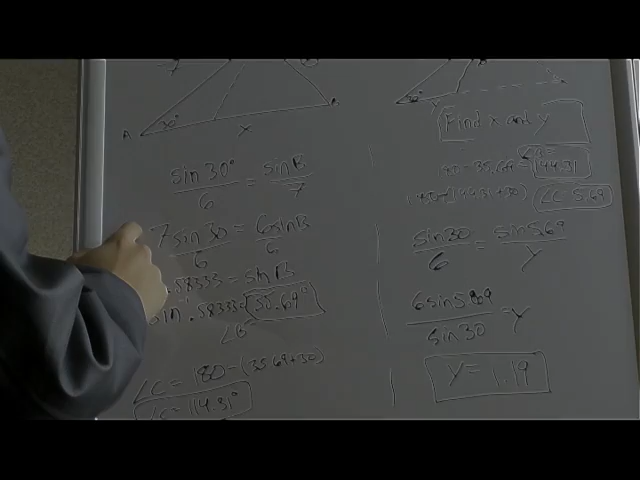 7
A
30°
x
B
sin 30° / 6 = sin B / 7
7 sin 30 / 6 = 6 sin B / 6
.58333 = sin B
.58333 = 35.69°
∠B
∠C = 180 - (35.69+30)
∠C = 114.31°
30°
Y
B
Find x and y
180 - 35.69 = 144.31
180 - (144.31+30)
∠C 5.69
sin 30 / 6 = sin 5.69 / Y
6 sin 5.69 / sin 30 = Y
Y = 1.19